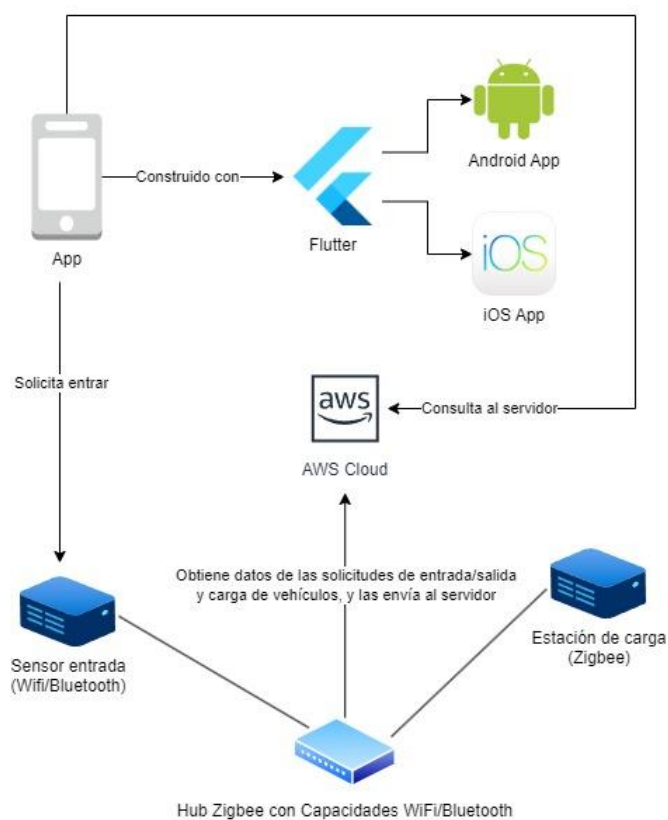 Construido con
Android App
App
Flutter
iOS
iOS App
Solicita entrar
aws
Consulta al servidor
AWS Cloud
Obtiene datos de las solicitudes de entrada/salida
y carga de vehículos, y las envía al servidor
Estación de carga
(Zigbee)
Sensor entrada
(Wifi/Bluetooth)
Hub Zigbee con Capacidades WiFi/Bluetooth